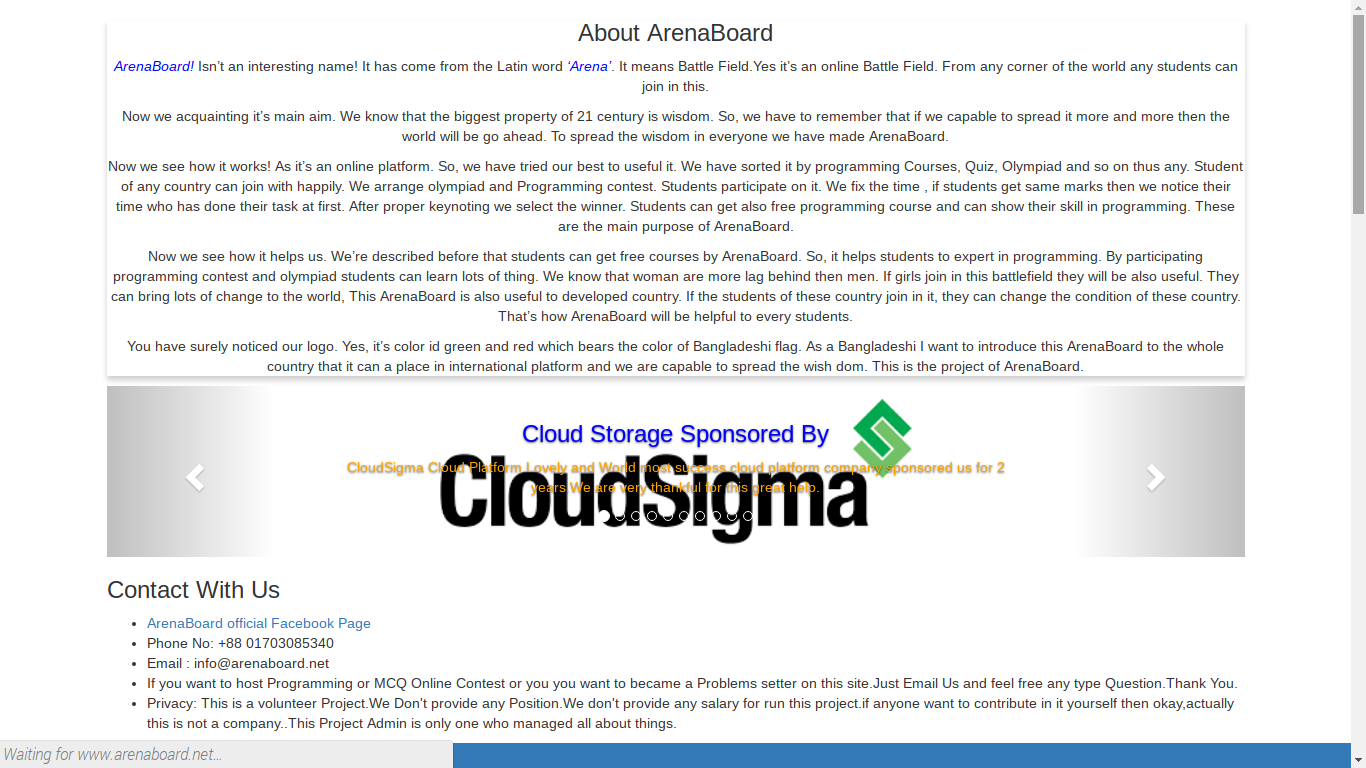 About ArenaBoard
ArenaBoard! Isn’t an interesting name! It has come from the Latin word ‘Arena’. It means Battle Field.Yes it’s an online Battle Field. From any corner of the world any students can
join in this.
Now we acquainting it’s main aim. We know that the biggest property of 21 century is wisdom. So, we have to remember that if we capable to spread it more and more then the
world will be go ahead. To spread the wisdom in everyone we have made ArenaBoard.
Now we see how it works! As it’s an online platform. So, we have tried our best to useful it. We have sorted it by programming Courses, Quiz, Olympiad and so on thus any. Student
of any country can join with happily. We arrange olympiad and Programming contest. Students participate on it. We fix the time , if students get same marks then we notice their
time who has done their task at first. After proper keynoting we select the winner. Students can get also free programming course and can show their skill in programming. These
are the main purpose of ArenaBoard.
Now we see how it helps us. We’re described before that students can get free courses by ArenaBoard. So, it helps students to expert in programming. By participating
programming contest and olympiad students can learn lots of thing. We know that woman are more lag behind then men. If girls join in this battlefield they will be also useful. They
can bring lots of change to the world, This ArenaBoard is also useful to developed country. If the students of these country join in it, they can change the condition of these country.
That’s how ArenaBoard will be helpful to every students.
You have surely noticed our logo. Yes, it’s color id green and red which bears the color of Bangladeshi flag. As a Bangladeshi I want to introduce this ArenaBoard to the whole
country that it can a place in international platform and we are capable to spread the wish dom. This is the project of ArenaBoard.
Cloud Storage Sponsored By
CloudSigma Cloud Platform Lovely and World most success cloud platform company sponsored us for 2
years.We are very thankful for this great help.
CloudSigma
Contact With Us
ArenaBoard official Facebook Page
Phone No: +88 01703085340
Email : info@arenaboard.net
If you want to host Programming or MCQ Online Contest or you you want to became a Problems setter on this site.Just Email Us and feel free any type Question.Thank You.
Privacy: This is a volunteer Project.We Don't provide any Position.We don't provide any salary for run this project.if anyone want to contribute in it yourself then okay,actually
this is not a company..This Project Admin is only one who managed all about things.
Waiting for www.arenaboard.net...